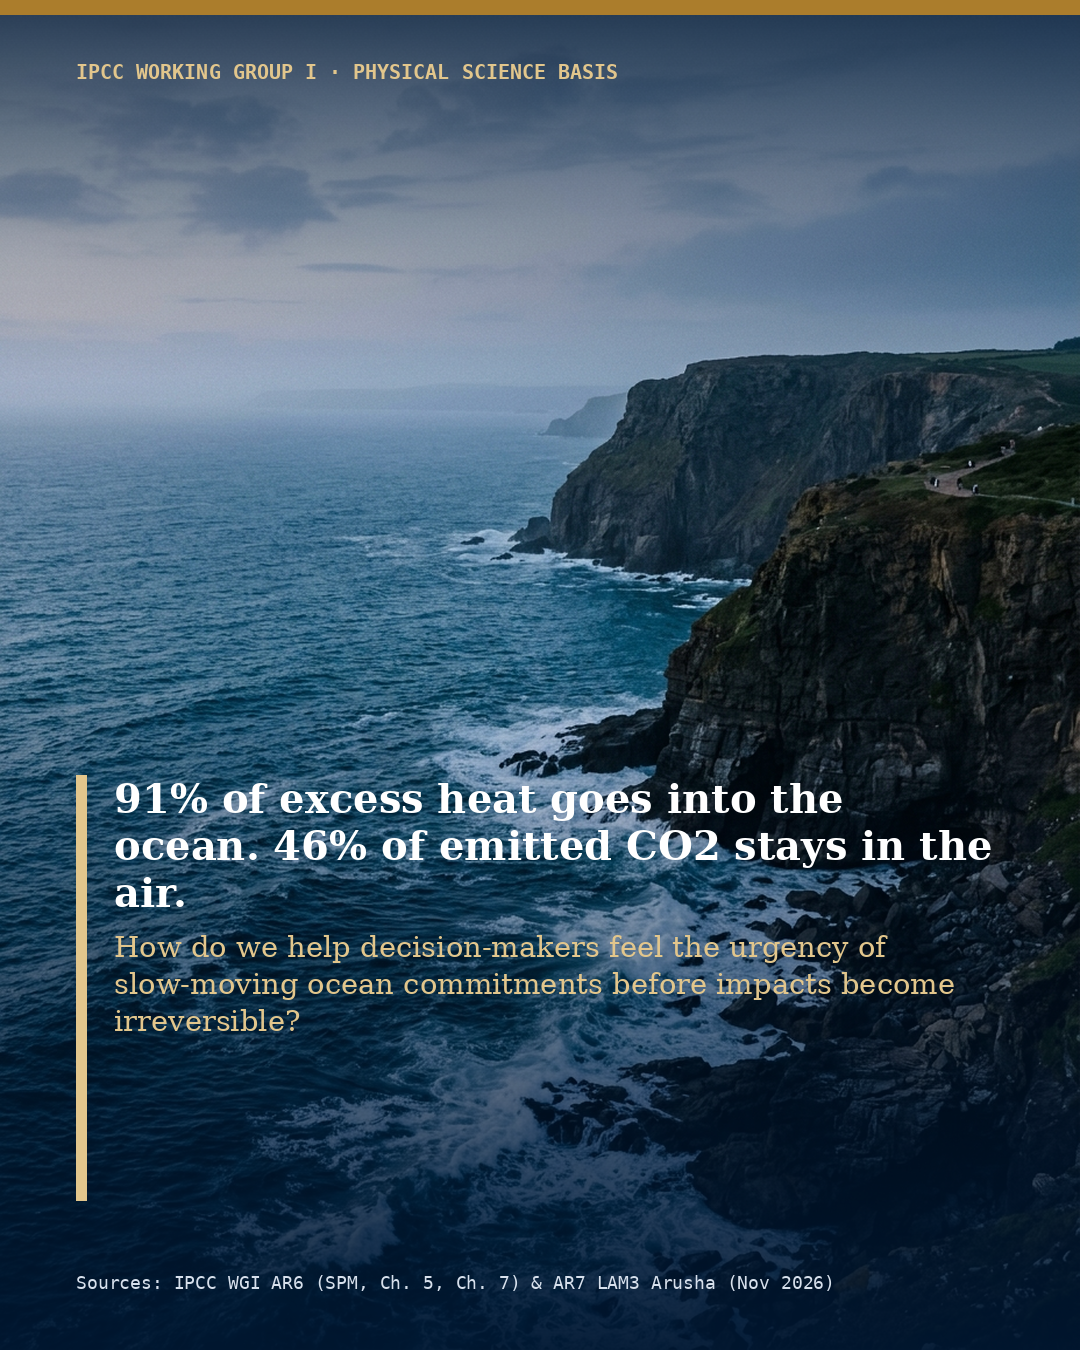 IPCC WORKING GROUP I · PHYSICAL SCIENCE BASIS
91% of excess heat goes into the
ocean. 46% of emitted CO2 stays in the
air.
How do we help decision-makers feel the urgency of
slow-moving ocean commitments before impacts become
irreversible?
Sources: IPCC WGI AR6 (SPM, Ch. 5, Ch. 7) & AR7 LAM3 Arusha (Nov 2026)